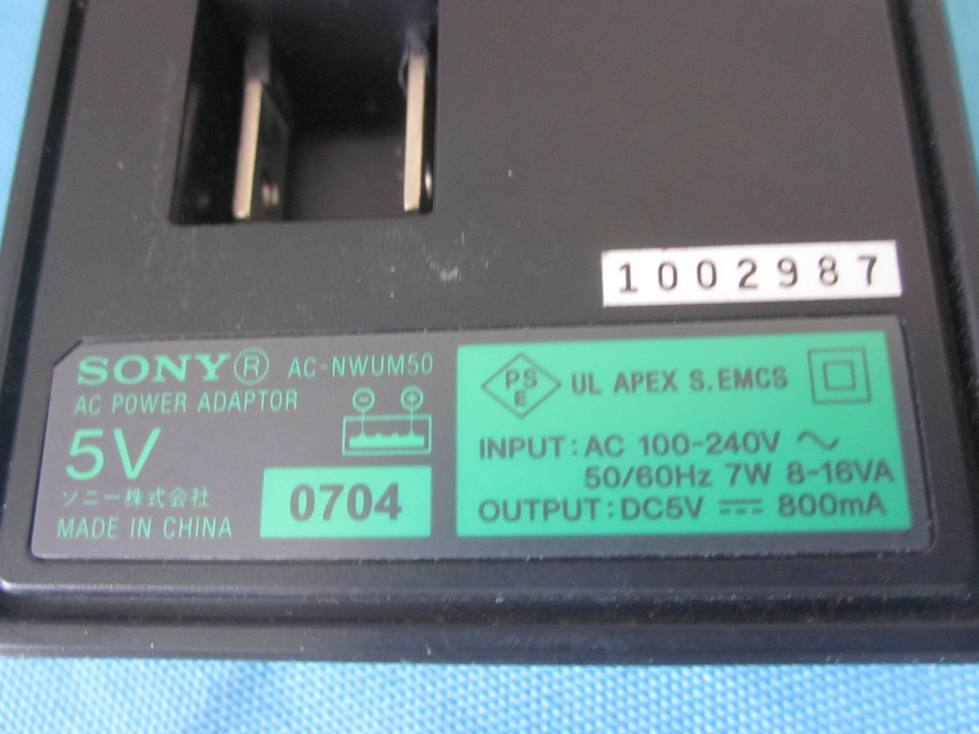 1002987
SONY® AC-NWUM50
AC POWER ADAPTOR
5V
ソニー株式会社
MADE IN CHINA
0704
PSE UL APEX S.EMCS
INPUT:AC 100-240V ~
50/60Hz 7W 8-16VA
OUTPUT:DC5V ⎓ 800mA